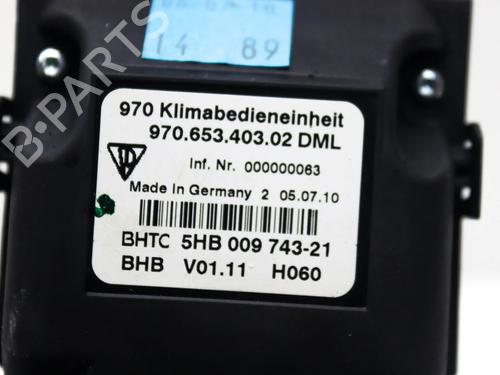 14 89
970 Klimabedieneinheit
970.653.403.02 DML
Inf. Nr. 000000063
Made in Germany 2 05.07.10
BHTC 5HB 009 743-21
BHB V01.11 H060
B-PARTS